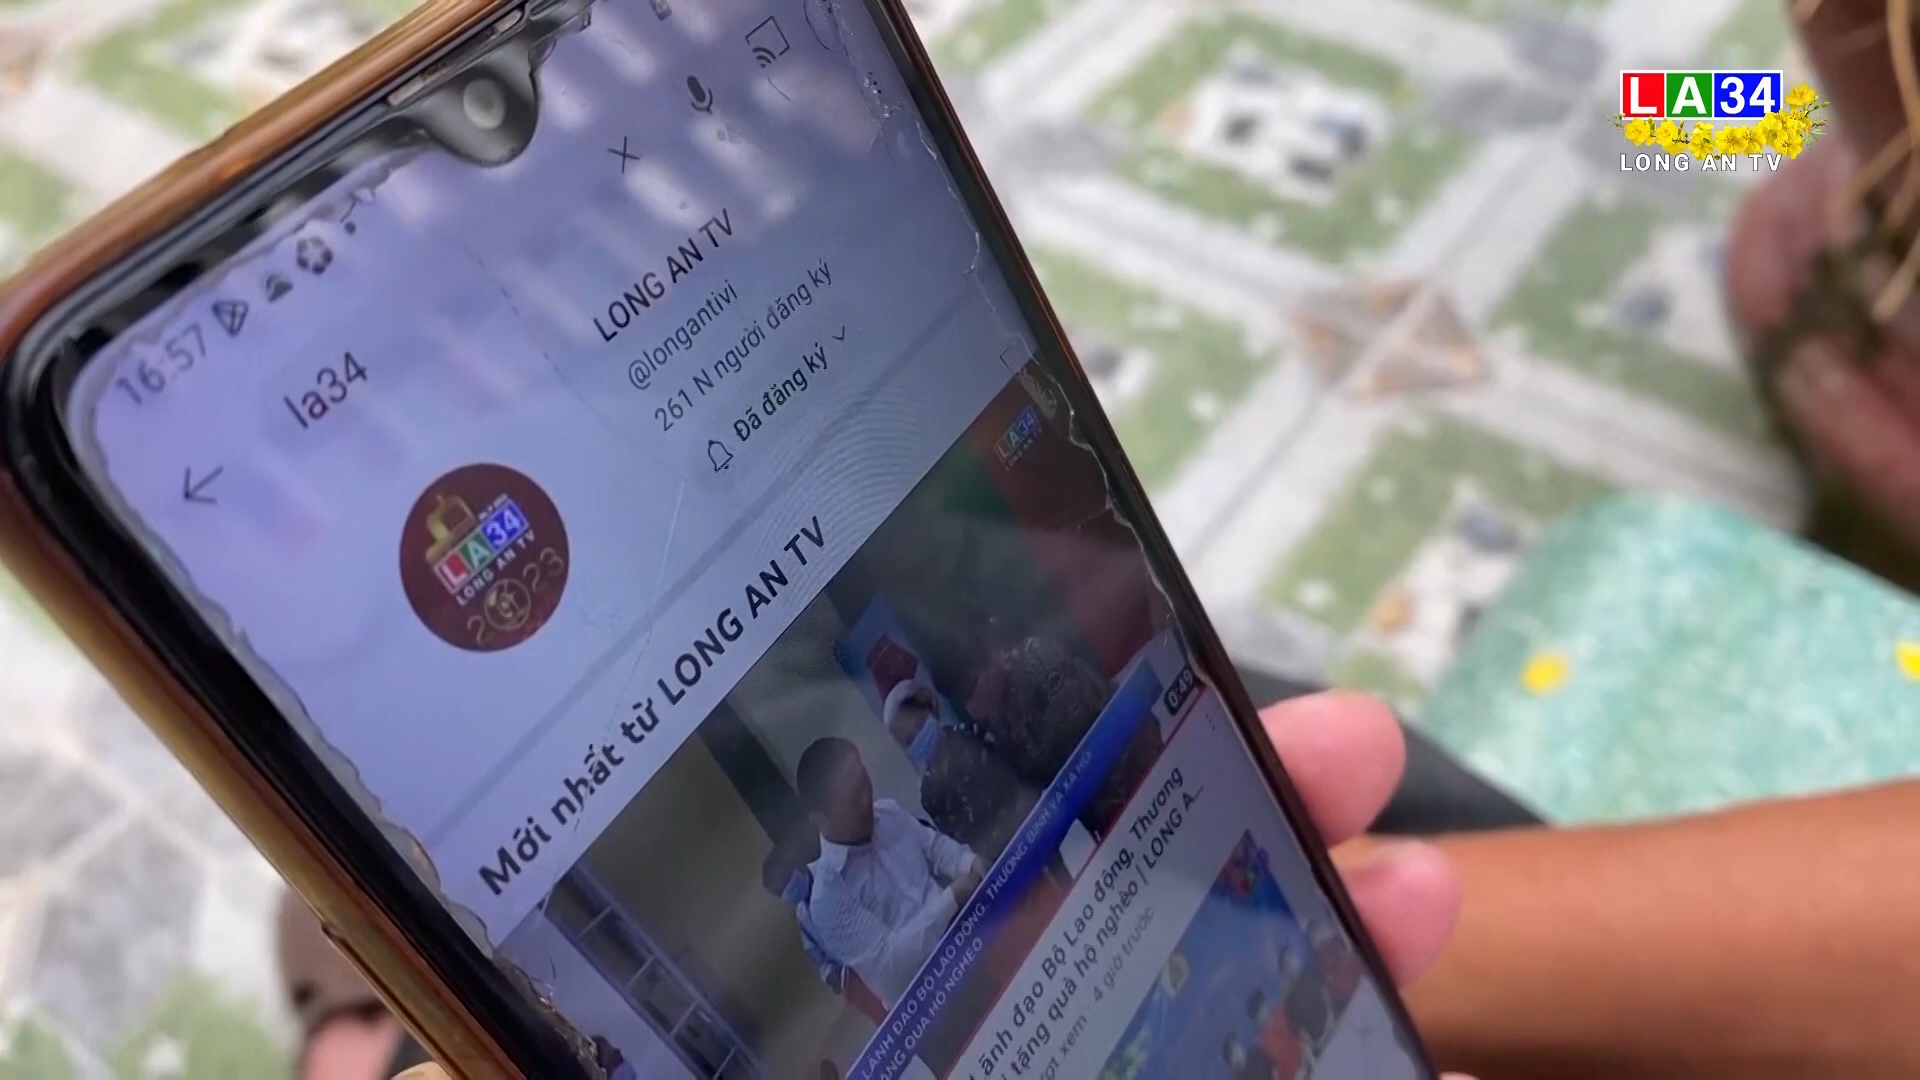 LA34
LONG AN TV
16:57
la34
LONG AN TV
@longantivi
261 N người đăng ký
Đã đăng ký
LA34
LONG AN TV
2023
Mới nhất từ LONG AN TV
LA34
0:49
LÃNH ĐẠO BỘ LAO ĐỘNG, THƯƠNG BINH VÀ XÃ HỘI
TẶNG QUÀ HỘ NGHÈO
Lãnh đạo Bộ Lao động, Thương
tặng quà hộ nghèo | LONG A...
xem · 4 giờ trước